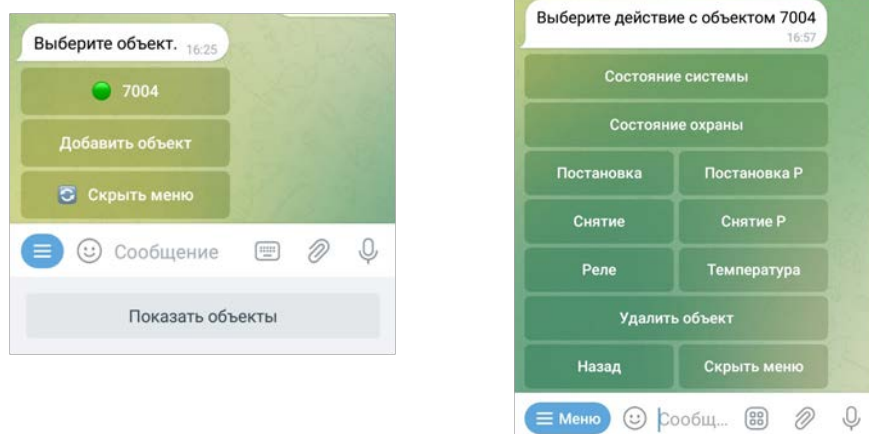 Выберите объект. 16:25
7004
Добавить объект
Скрыть меню
Сообщение
Показать объекты
Выберите действие с объектом 7004
16:57
Состояние системы
Состояние охраны
Постановка Постановка Р
Снятие Снятие Р
Реле Температура
Удалить объект
Назад Скрыть меню
Меню Сообщ...